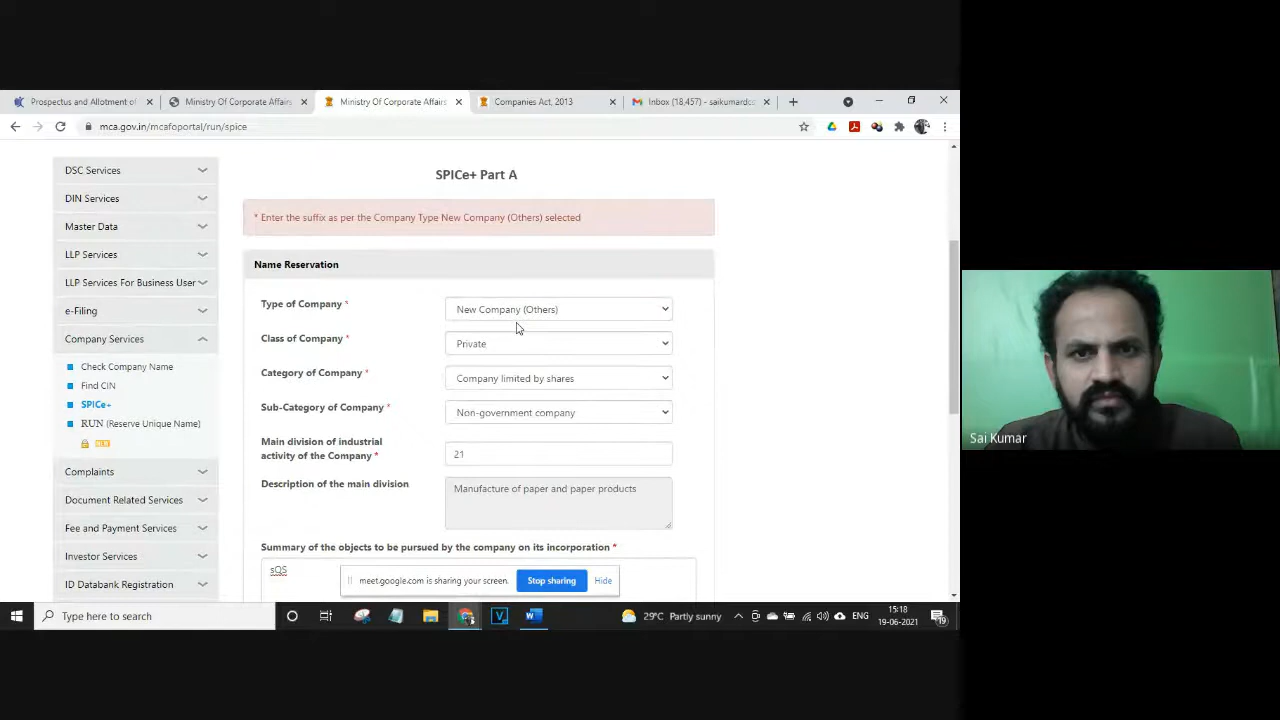 Prospectus and Allotment of
Ministry Of Corporate Affairs
Ministry Of Corporate Affairs
Companies Act, 2013
Inbox (18,457) - saikumardcs
mca.gov.in/mcafoportal/run/spice
DSC Services
DIN Services
Master Data
LLP Services
LLP Services For Business User
e-Filing
Company Services
Check Company Name
Find CIN
SPICe+
RUN (Reserve Unique Name)
NEW
Complaints
Document Related Services
Fee and Payment Services
Investor Services
ID Databank Registration
SPICe+ Part A
* Enter the suffix as per the Company Type New Company (Others) selected
Name Reservation
Type of Company *
New Company (Others)
Class of Company *
Private
Category of Company *
Company limited by shares
Sub-Category of Company *
Non-government company
Main division of industrial
activity of the Company *
21
Description of the main division
Manufacture of paper and paper products
Summary of the objects to be pursued by the company on its incorporation *
sQS
meet.google.com is sharing your screen.
Stop sharing
Hide
Type here to search
29°C Partly sunny
ENG
15:18
19-06-2021
19
Sai Kumar